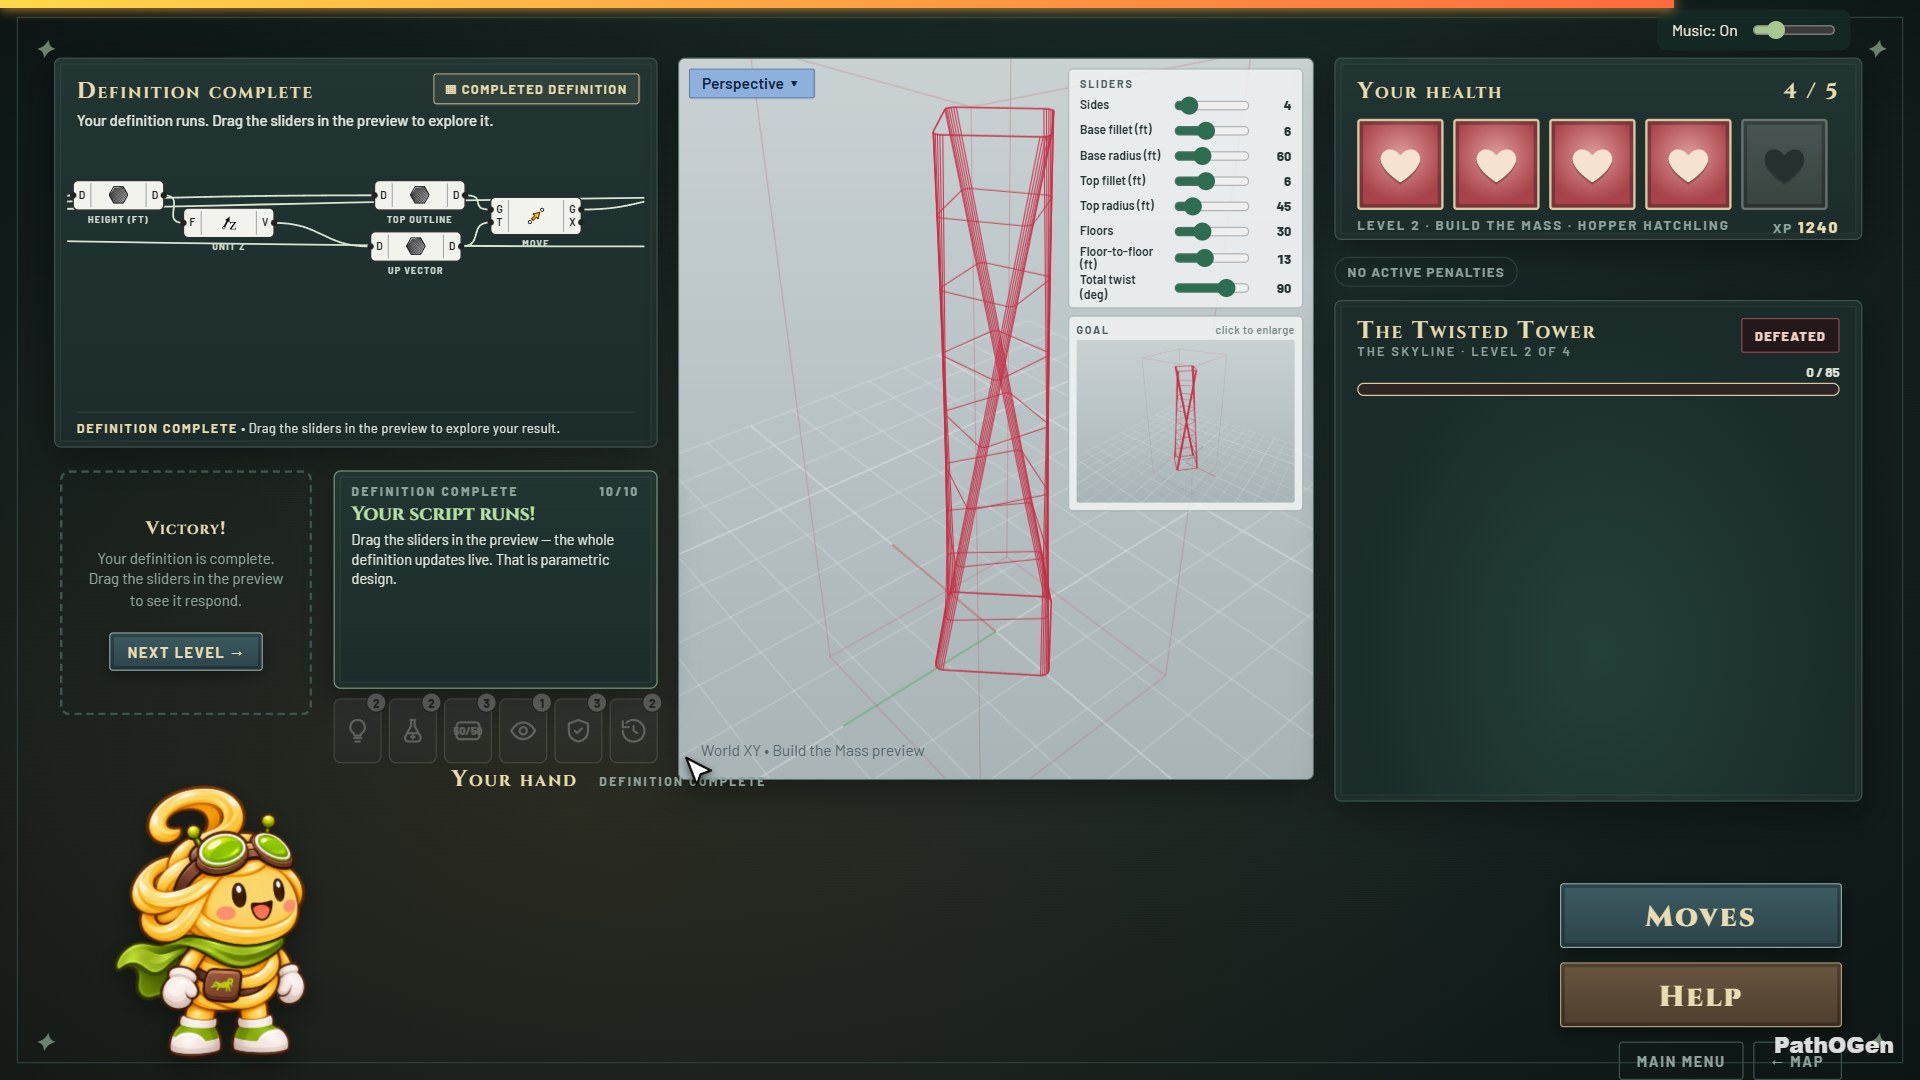 Music: On
Definition complete
COMPLETED DEFINITION
Your definition runs. Drag the sliders in the preview to explore it.
D D
HEIGHT (FT)
F V
UNIT Z
D D
TOP OUTLINE
D D
UP VECTOR
G G
T X
MOVE
DEFINITION COMPLETE • Drag the sliders in the preview to explore your result.
Victory!
Your definition is complete.
Drag the sliders in the preview
to see it respond.
NEXT LEVEL →
DEFINITION COMPLETE 10/10
Your script runs!
Drag the sliders in the preview — the whole
definition updates live. That is parametric
design.
2 2 3 1 3 2
50/50
Your hand DEFINITION COMPLETE
Perspective ▼
SLIDERS
Sides 4
Base fillet (ft) 6
Base radius (ft) 60
Top fillet (ft) 6
Top radius (ft) 45
Floors 30
Floor-to-floor
(ft) 13
Total twist
(deg) 90
GOAL click to enlarge
World XY • Build the Mass preview
Your health 4 / 5
LEVEL 2 · BUILD THE MASS · HOPPER HATCHLING XP 1240
NO ACTIVE PENALTIES
The Twisted Tower DEFEATED
THE SKYLINE · LEVEL 2 OF 4
0 / 85
Moves
Help
MAIN MENU
← MAP
PathOGen